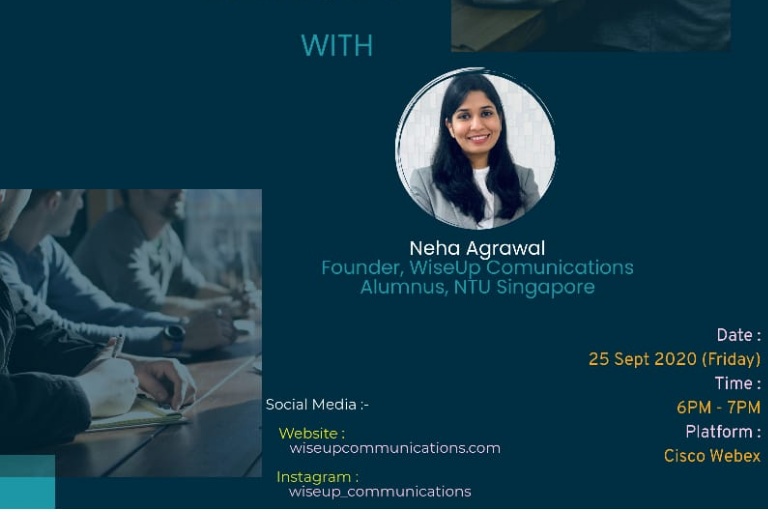 WITH
Neha Agrawal
Founder, WiseUp Comunications
Alumnus, NTU Singapore
Date :
25 Sept 2020 (Friday)
Time :
6PM - 7PM
Platform :
Cisco Webex
Social Media :-
Website :
wiseupcommunications.com
Instagram :
wiseup_communications